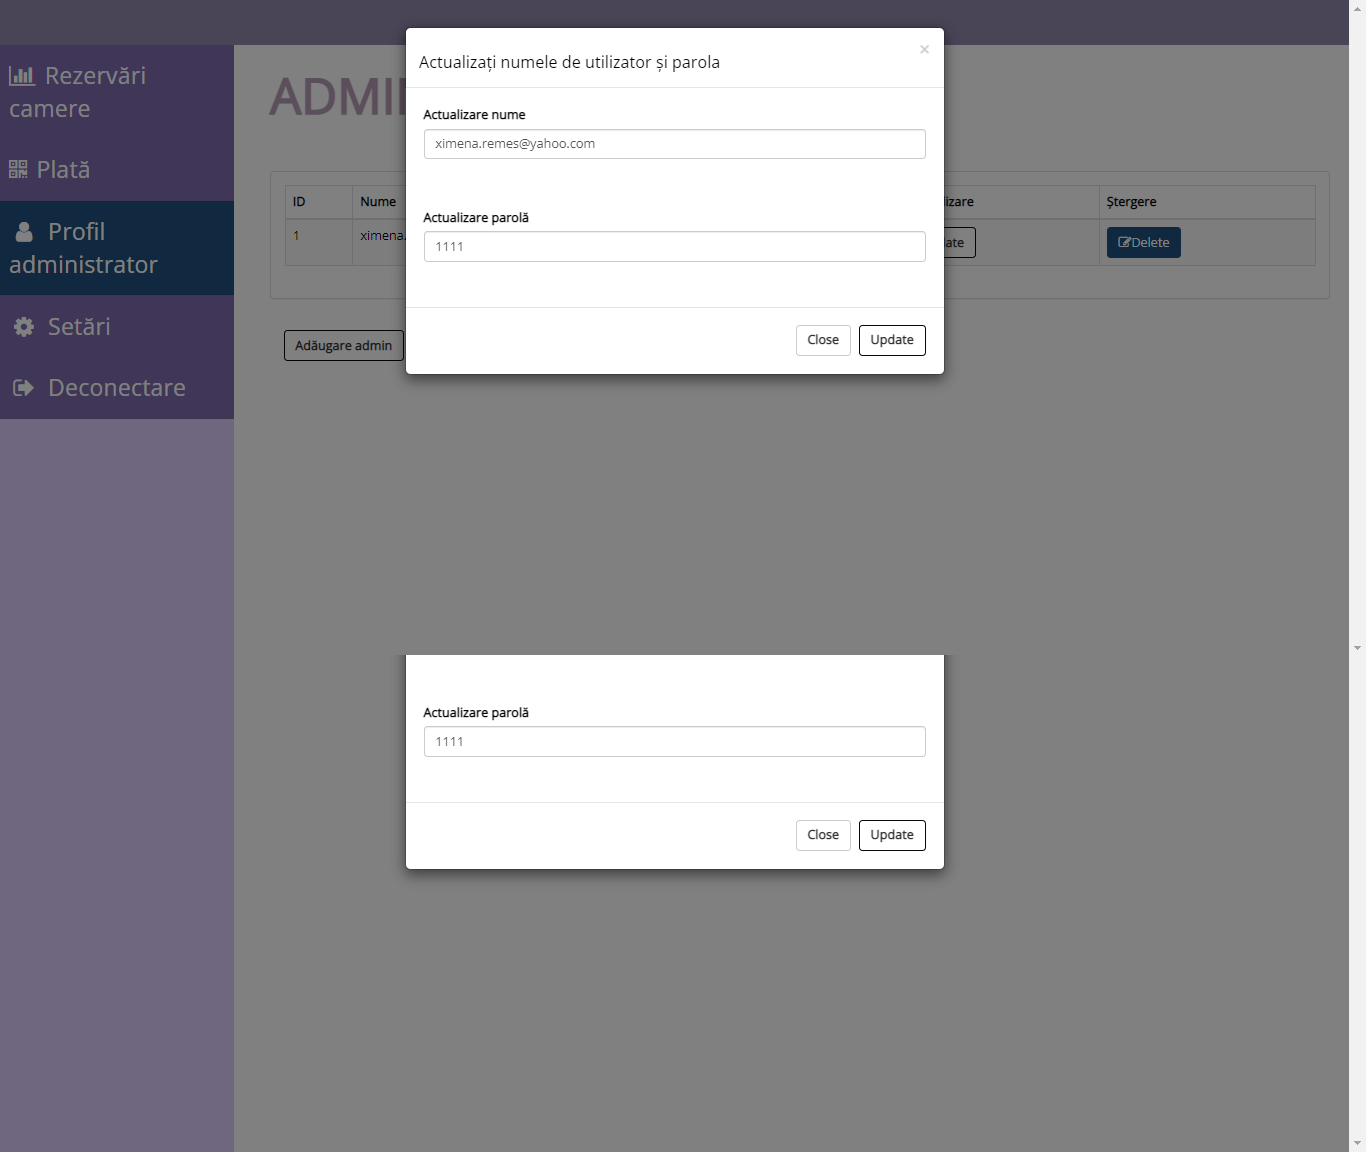 Rezervări
camere
Plată
Profil
administrator
Setări
Deconectare
ADMI
ID Nume Ștergere
1 ximena. Delete
Adăugare admin
Actualizați numele de utilizator și parola
×
Actualizare nume
ximena.remes@yahoo.com
Actualizare parolă
1111
Close Update
Actualizare parolă
1111
Close Update